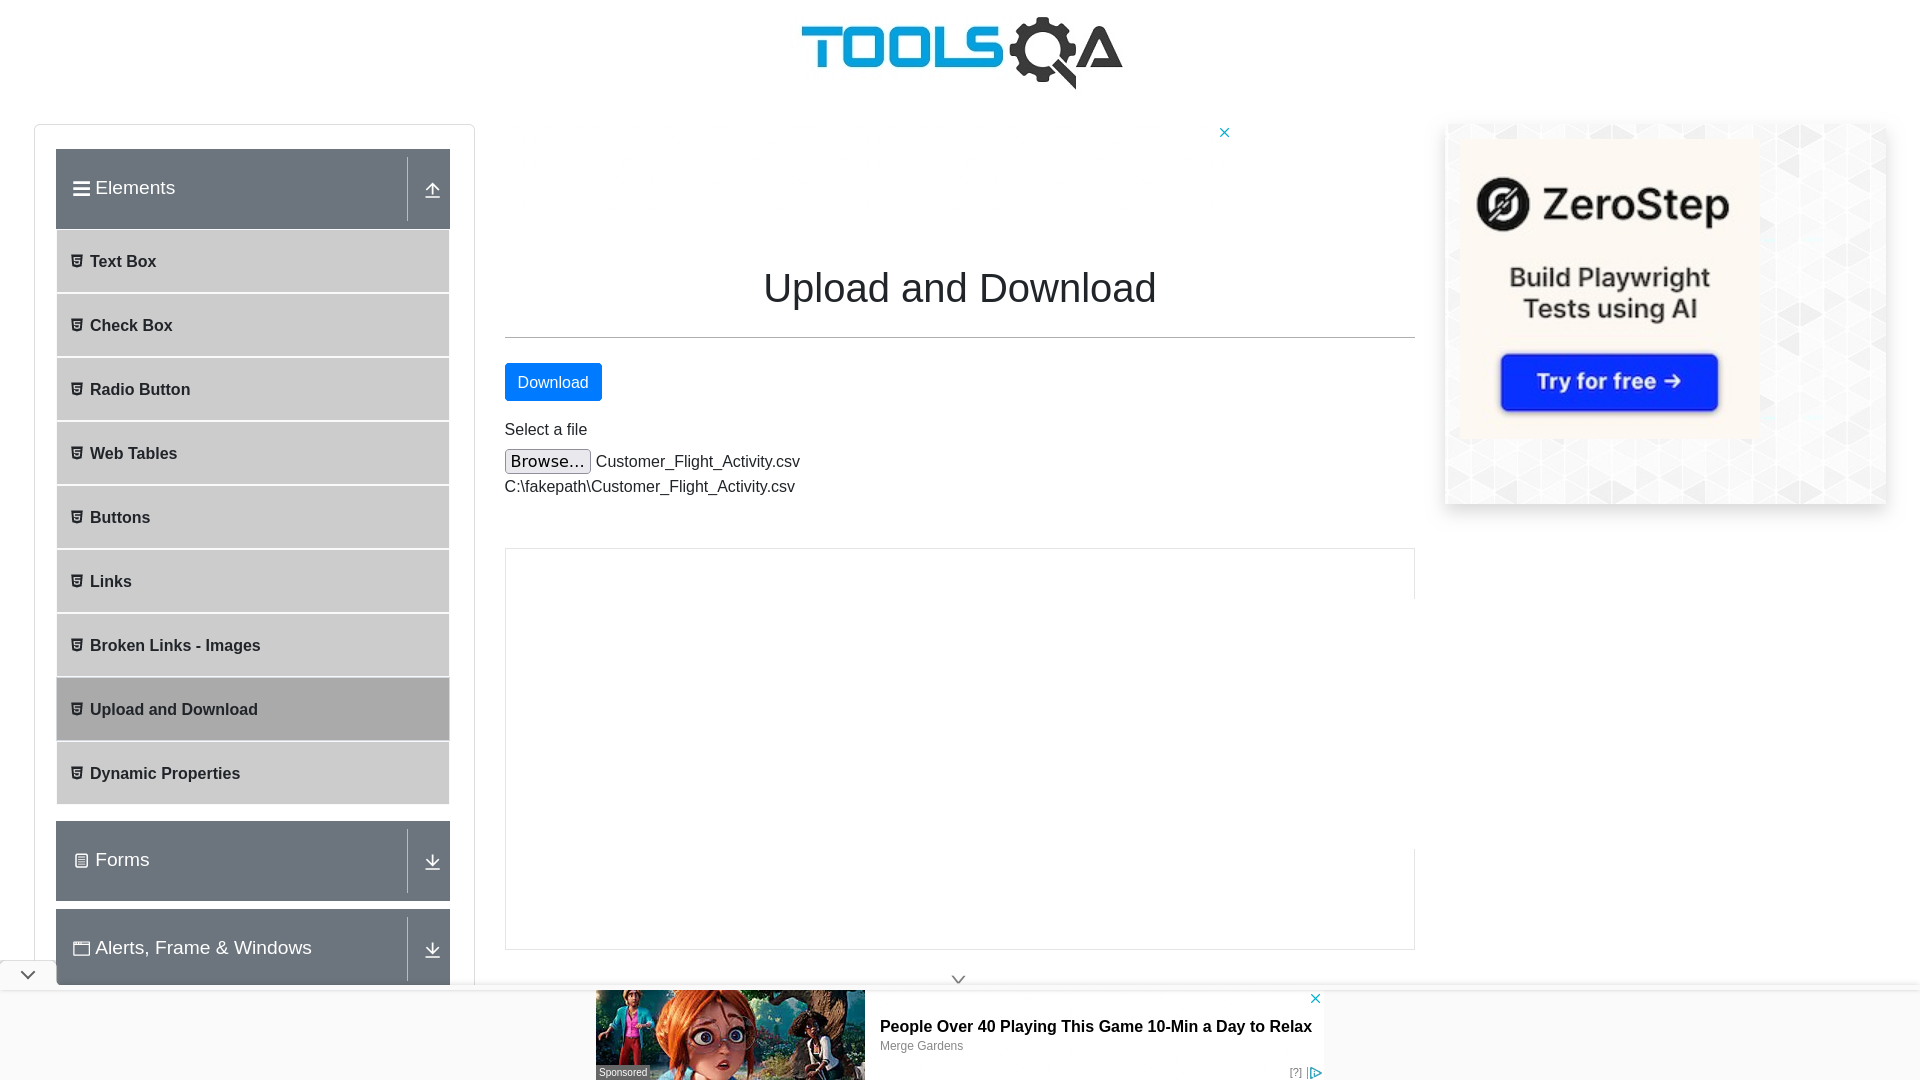 TOOLSQA
Elements
Text Box
Check Box
Radio Button
Web Tables
Buttons
Links
Broken Links - Images
Upload and Download
Dynamic Properties
Forms
Alerts, Frame & Windows
Upload and Download
Download
Select a file
Browse... Customer_Flight_Activity.csv
C:\fakepath\Customer_Flight_Activity.csv
ZeroStep
Build Playwright
Tests using AI
Try for free →
People Over 40 Playing This Game 10-Min a Day to Relax
Merge Gardens
Sponsored
[?]